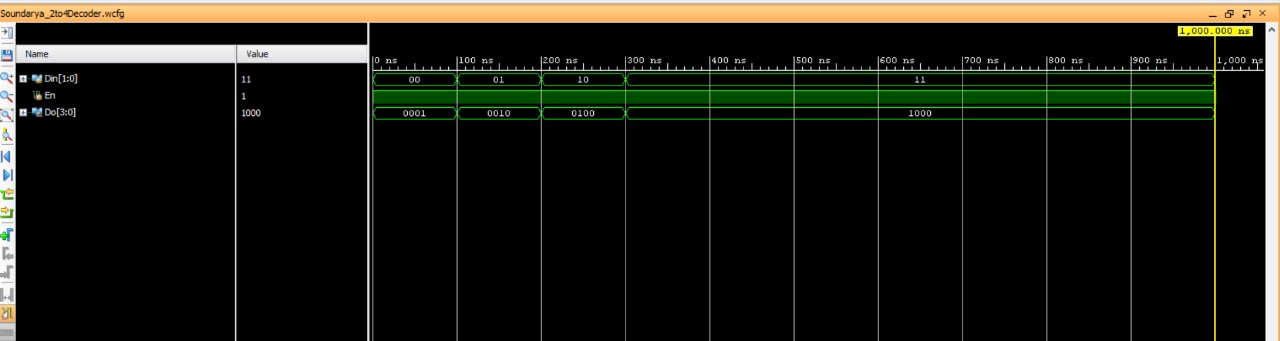 Soundarya_2to4Decoder.wcfg
1,000.000 ns
Name Value
0 ns 100 ns 200 ns 300 ns 400 ns 500 ns 600 ns 700 ns 800 ns 900 ns 1,000 ns
Din[1:0] 11 00 01 10 11
En 1
Do[3:0] 1000 0001 0010 0100 1000